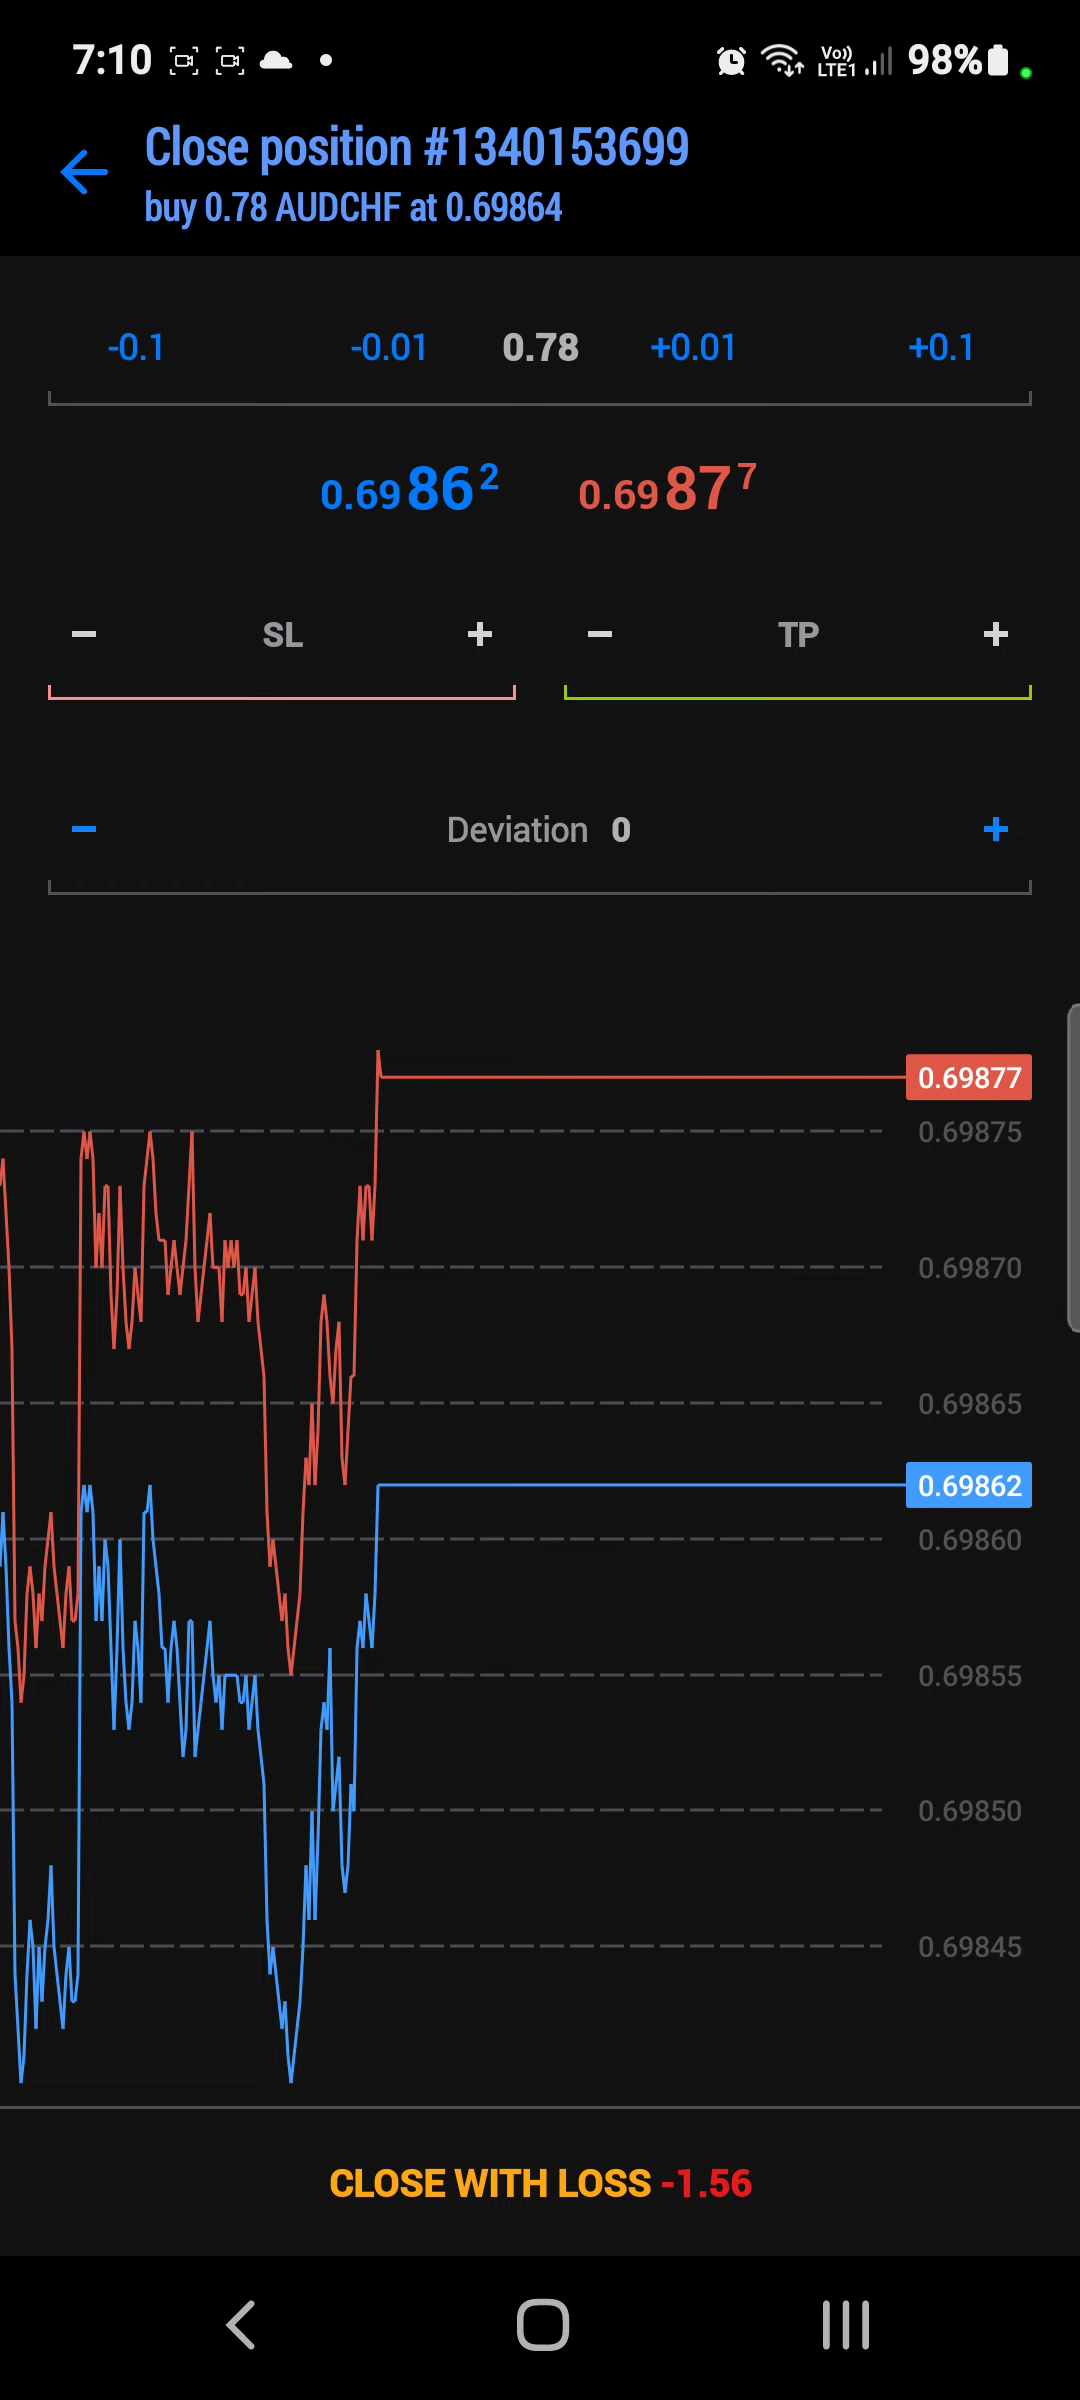 7:10 Vo)) LTE1 98%
Close position #1340153699
buy 0.78 AUDCHF at 0.69864
-0.1 -0.01 0.78 +0.01 +0.1
0.69862 0.69877
− SL + − TP +
− Deviation 0 +
0.69877
0.69875
0.69870
0.69865
0.69862
0.69860
0.69855
0.69850
0.69845
CLOSE WITH LOSS -1.56